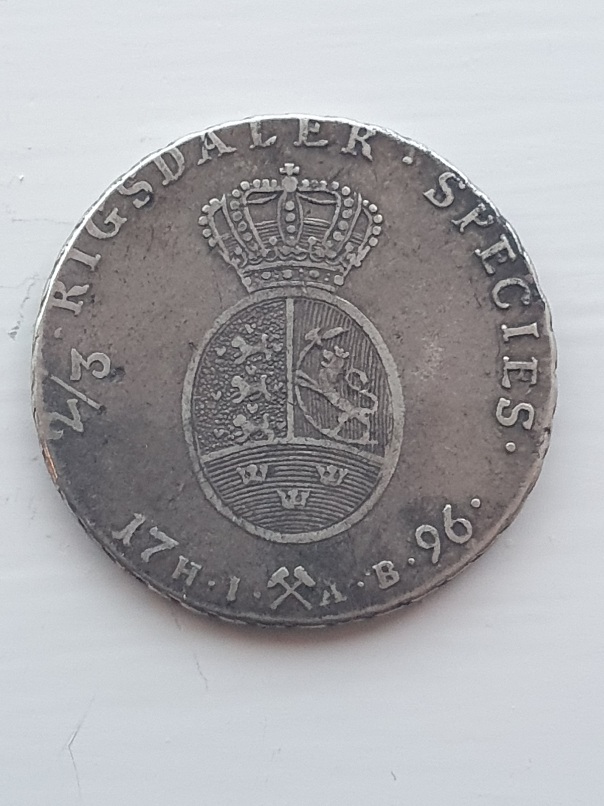 2/3 · RIGSDALER · SPECIES ·
17 H · I · A · B · 96 ·